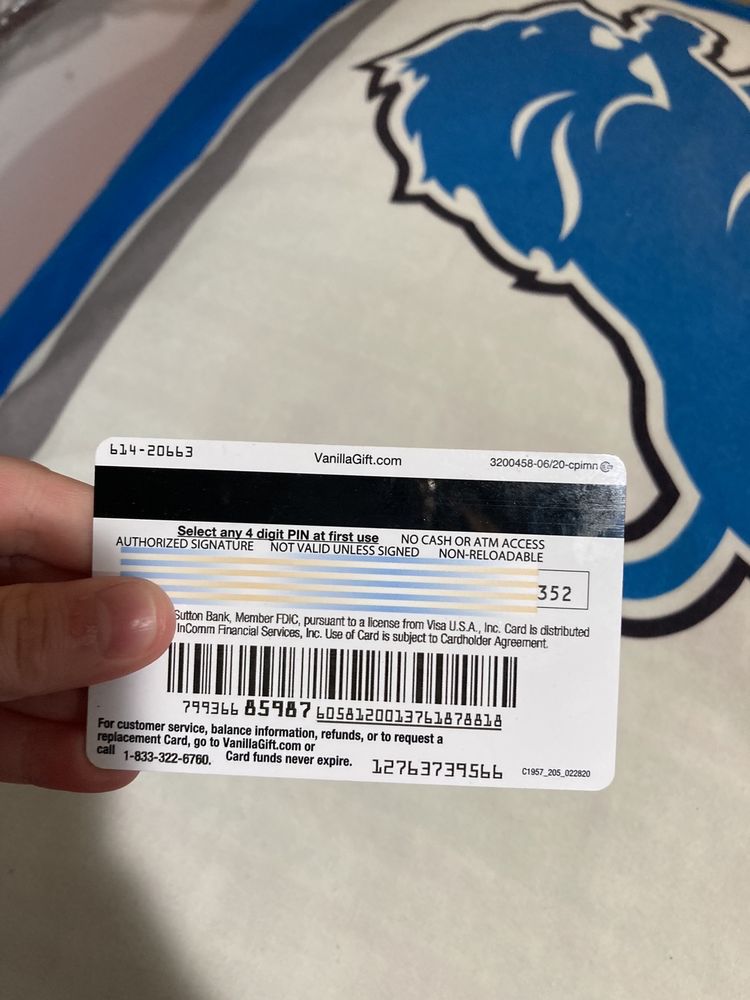 614-20663
VanillaGift.com
3200458-06/20-cpimn
Select any 4 digit PIN at first use NO CASH OR ATM ACCESS
AUTHORIZED SIGNATURE NOT VALID UNLESS SIGNED NON-RELOADABLE
352
Sutton Bank, Member FDIC, pursuant to a license from Visa U.S.A., Inc. Card is distributed
InComm Financial Services, Inc. Use of Card is subject to Cardholder Agreement.
799366 85987 6058120013761878818
For customer service, balance information, refunds, or to request a
replacement Card, go to VanillaGift.com or
call 1-833-322-6760. Card funds never expire.
12763739566
C1957_205_022820